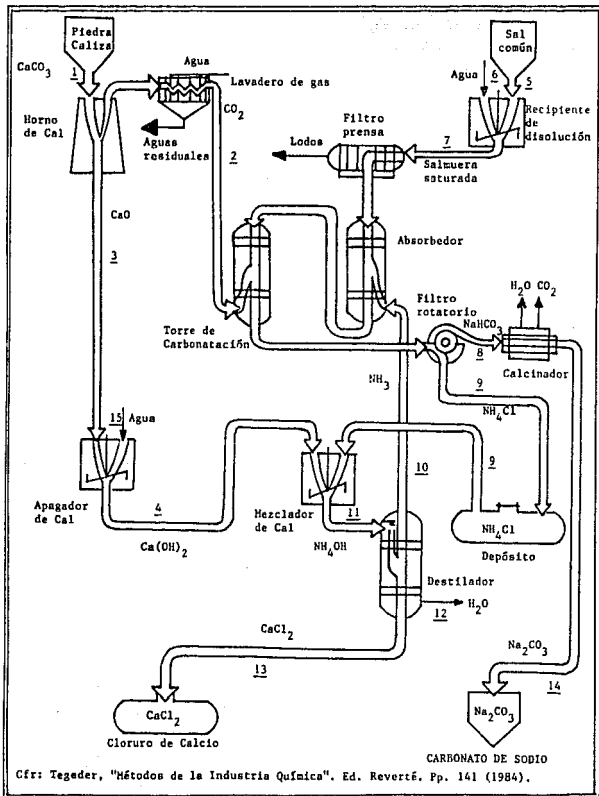 Piedra
Caliza
CaCO3
1
Horno de Cal
Agua
Lavadero de gas
CO2
Aguas
residuales
2
Sal
común
Agua
6
5
Recipiente
de
disolución
Filtro
prensa
7
Lodos
Salmuera
saturada
CaO
3
Absorbedor
Torre de
Carbonatación
Filtro
rotatorio
H2O CO2
NaHCO3
8
Calcinador
9
NH4Cl
NH3
10
15
Agua
Apagador
de Cal
4
Ca(OH)2
Mezclador
de Cal
11
NH4OH
9
NH4Cl
Depósito
Destilador
12
H2O
CaCl2
13
CaCl2
Cloruro de Calcio
Na2CO3
14
Na2CO3
CARBONATO DE SODIO
Cfr: Tegeder, "Métodos de la Industria Química". Ed. Reverté. Pp. 141 (1984).